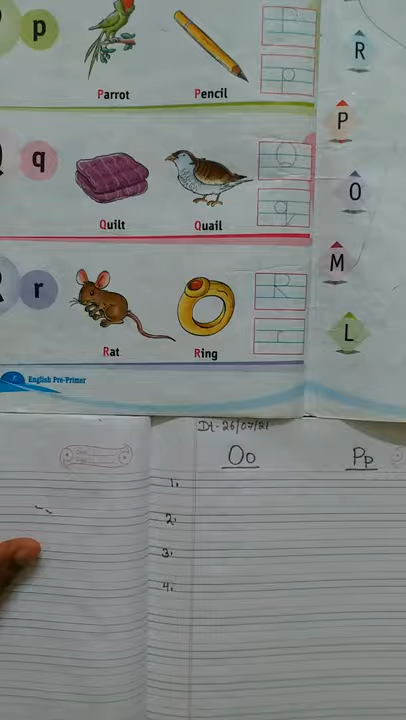 p
Parrot Pencil
P
p
q
Quilt Quail
Q
q
r
Rat Ring
R
r
English Pre-Primer
R
P
O
M
L
Dt-26/07/21
Oo Pp
1.
2.
3.
4.